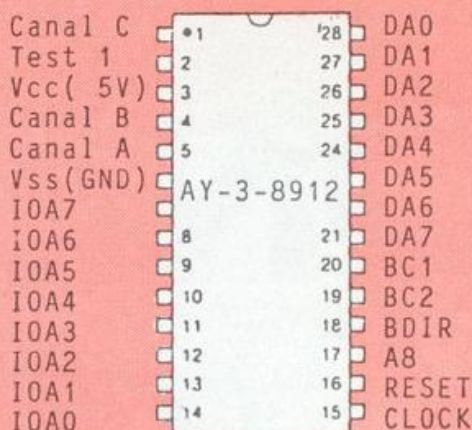 Canal C •1 28 DA0
Test 1 2 27 DA1
Vcc( 5V) 3 26 DA2
Canal B 4 25 DA3
Canal A 5 24 DA4
Vss(GND) DA5
AY-3-8912
IOA7 DA6
IOA6 8 21 DA7
IOA5 9 20 BC1
IOA4 10 19 BC2
IOA3 11 18 BDIR
IOA2 12 17 A8
IOA1 13 16 RESET
IOA0 14 15 CLOCK